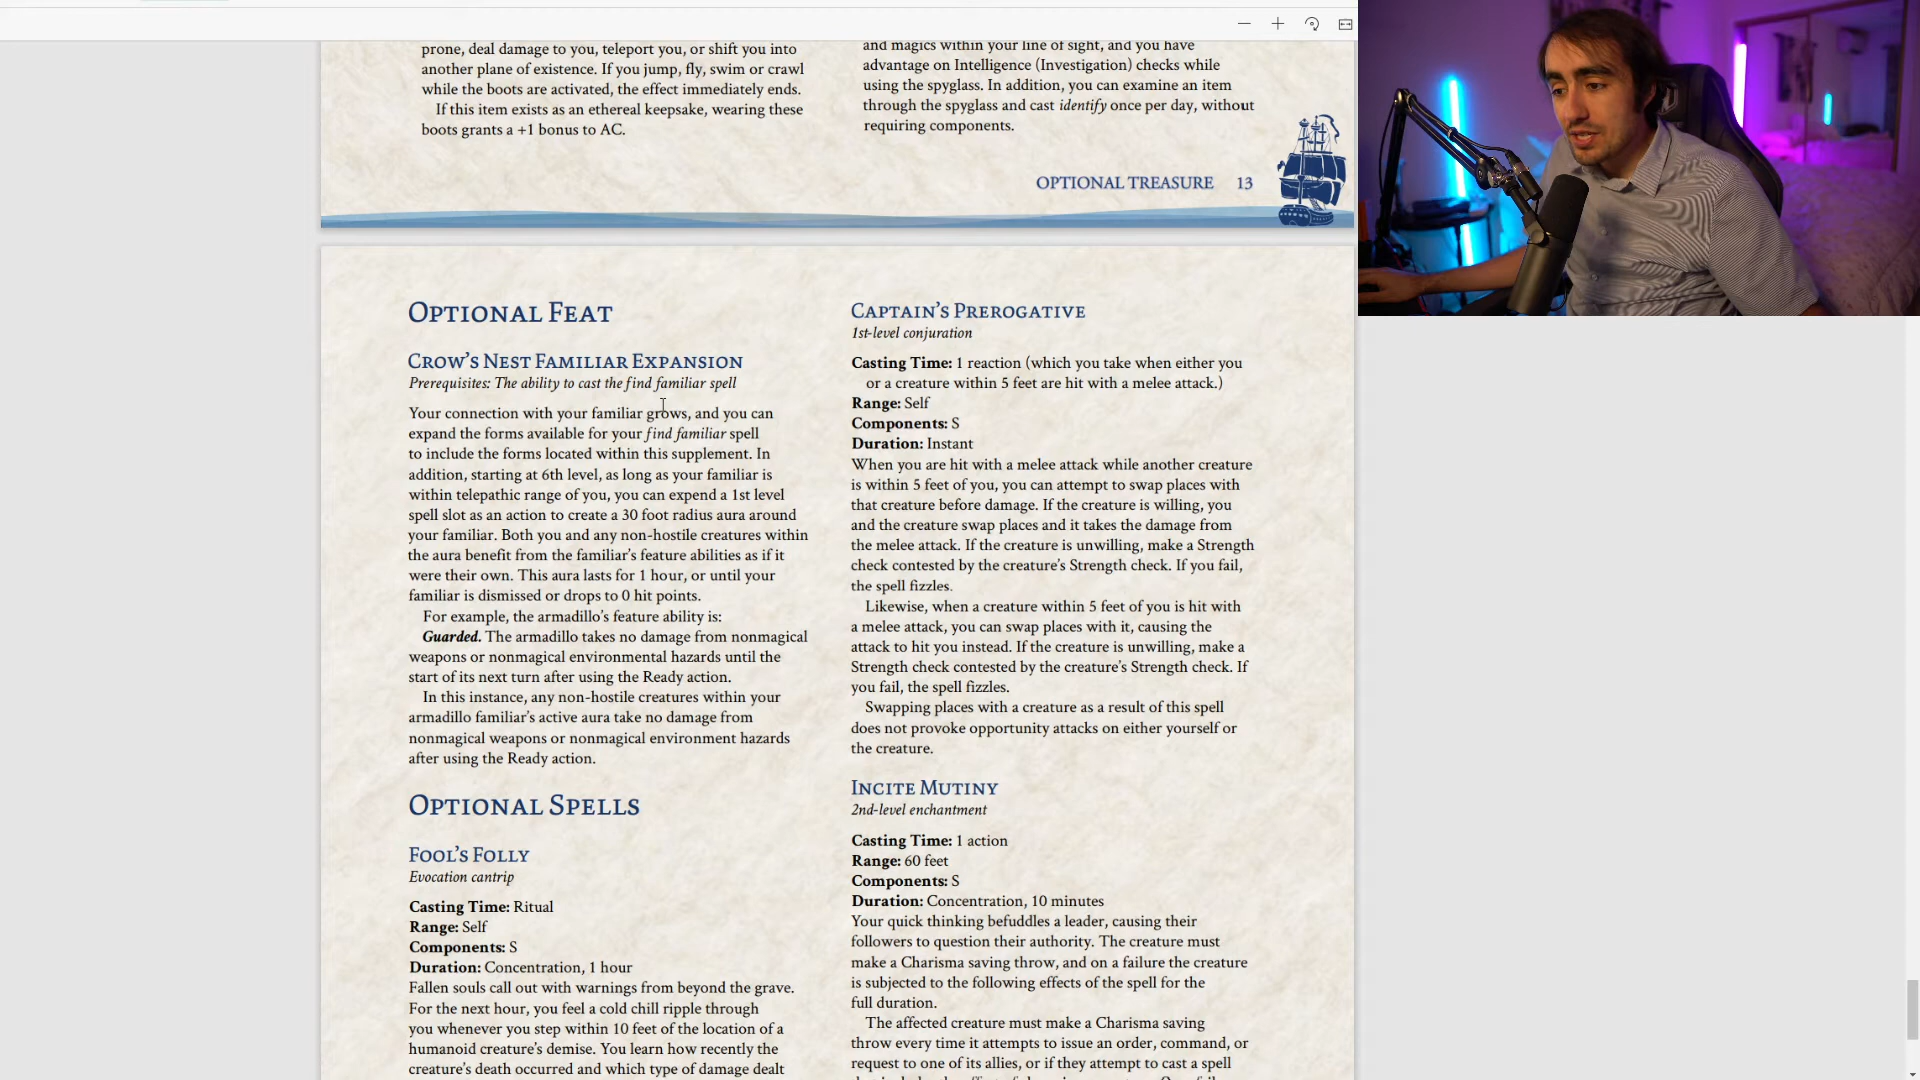 prone, deal damage to you, teleport you, or shift you into
another plane of existence. If you jump, fly, swim or crawl
while the boots are activated, the effect immediately ends.
If this item exists as an ethereal keepsake, wearing these
boots grants a +1 bonus to AC.
and magics within your line of sight, and you have
advantage on Intelligence (Investigation) checks while
using the spyglass. In addition, you can examine an item
through the spyglass and cast identify once per day, without
requiring components.
OPTIONAL TREASURE 13
OPTIONAL FEAT
CROW'S NEST FAMILIAR EXPANSION
Prerequisites: The ability to cast the find familiar spell
Your connection with your familiar grows, and you can
expand the forms available for your find familiar spell
to include the forms located within this supplement. In
addition, starting at 6th level, as long as your familiar is
within telepathic range of you, you can expend a 1st level
spell slot as an action to create a 30 foot radius aura around
your familiar. Both you and any non-hostile creatures within
the aura benefit from the familiar's feature abilities as if it
were their own. This aura lasts for 1 hour, or until your
familiar is dismissed or drops to 0 hit points.
For example, the armadillo's feature ability is:
Guarded. The armadillo takes no damage from nonmagical
weapons or nonmagical environmental hazards until the
start of its next turn after using the Ready action.
In this instance, any non-hostile creatures within your
armadillo familiar's active aura take no damage from
nonmagical weapons or nonmagical environment hazards
after using the Ready action.
OPTIONAL SPELLS
FOOL'S FOLLY
Evocation cantrip
Casting Time: Ritual
Range: Self
Components: S
Duration: Concentration, 1 hour
Fallen souls call out with warnings from beyond the grave.
For the next hour, you feel a cold chill ripple through
you whenever you step within 10 feet of the location of a
humanoid creature's demise. You learn how recently the
creature's death occurred and which type of damage dealt
CAPTAIN'S PREROGATIVE
1st-level conjuration
Casting Time: 1 reaction (which you take when either you
or a creature within 5 feet are hit with a melee attack.)
Range: Self
Components: S
Duration: Instant
When you are hit with a melee attack while another creature
is within 5 feet of you, you can attempt to swap places with
that creature before damage. If the creature is willing, you
and the creature swap places and it takes the damage from
the melee attack. If the creature is unwilling, make a Strength
check contested by the creature's Strength check. If you fail,
the spell fizzles.
Likewise, when a creature within 5 feet of you is hit with
a melee attack, you can swap places with it, causing the
attack to hit you instead. If the creature is unwilling, make a
Strength check contested by the creature's Strength check. If
you fail, the spell fizzles.
Swapping places with a creature as a result of this spell
does not provoke opportunity attacks on either yourself or
the creature.
INCITE MUTINY
2nd-level enchantment
Casting Time: 1 action
Range: 60 feet
Components: S
Duration: Concentration, 10 minutes
Your quick thinking befuddles a leader, causing their
followers to question their authority. The creature must
make a Charisma saving throw, and on a failure the creature
is subjected to the following effects of the spell for the
full duration.
The affected creature must make a Charisma saving
throw every time it attempts to issue an order, command, or
request to one of its allies, or if they attempt to cast a spell